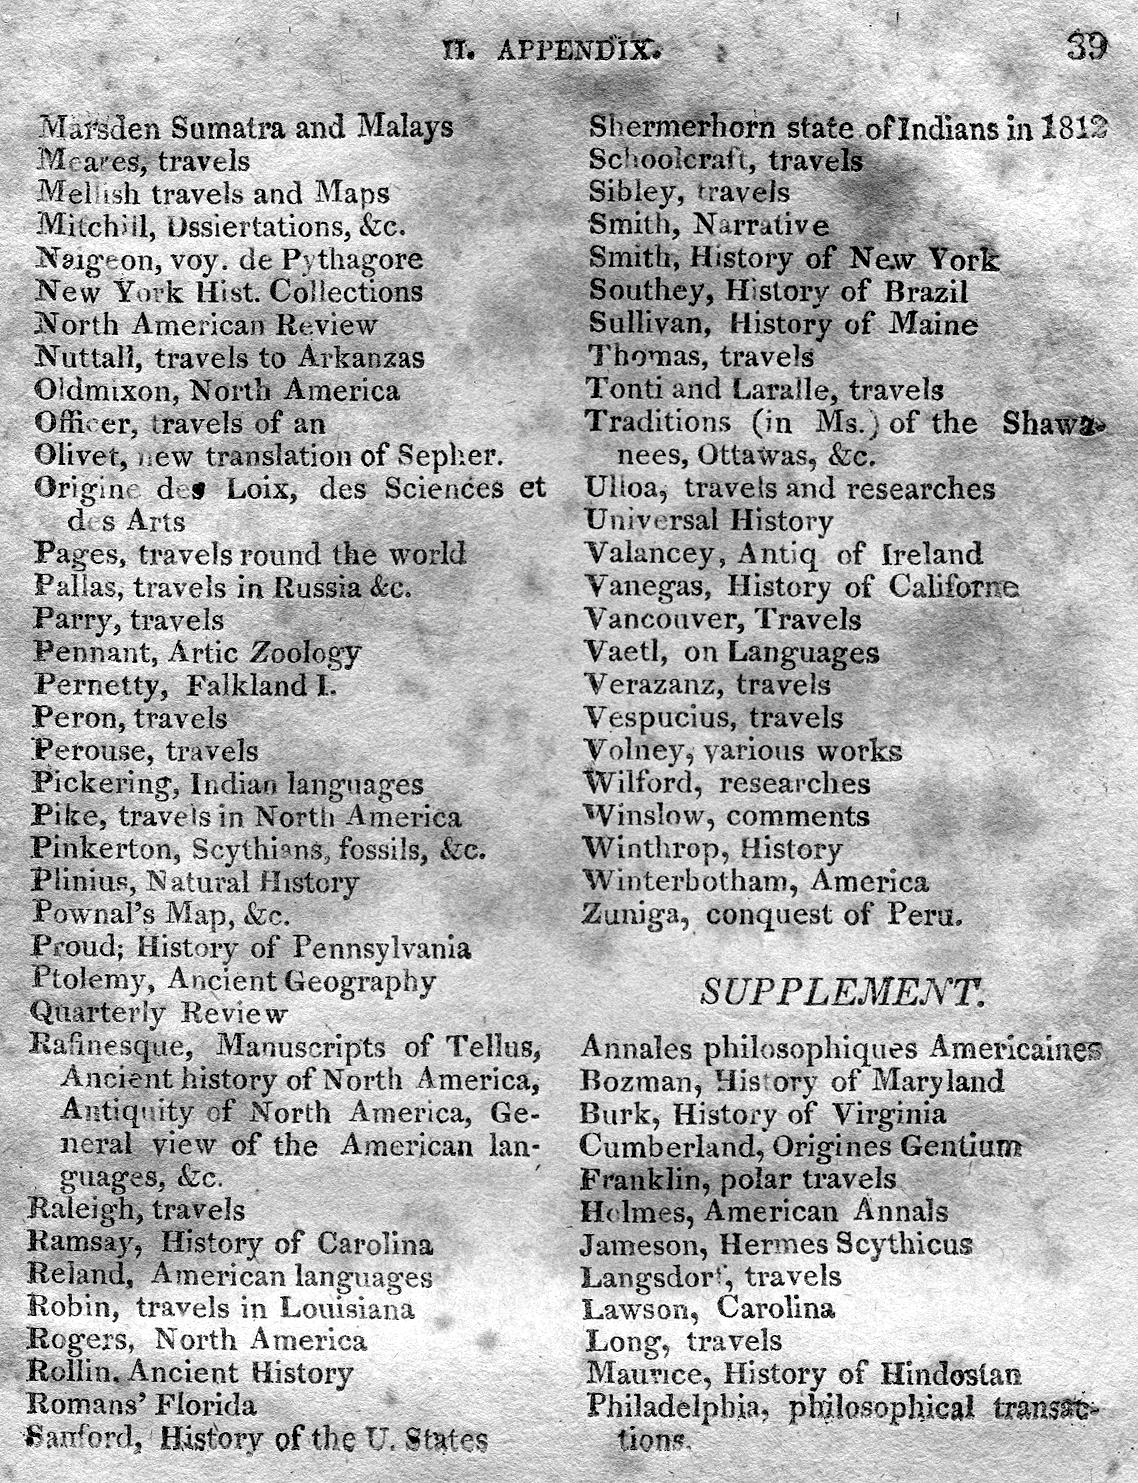 II. APPENDIX.
39
Marsden Sumatra and Malays
Meares, travels
Mellish travels and Maps
Mitchill, Dssiertations, &c.
Naigeon, voy. de Pythagore
New York Hist. Collections
North American Review
Nuttall, travels to Arkanzas
Oldmixon, North America
Officer, travels of an
Olivet, new translation of Sepher.
Origine des Loix, des Sciences et
des Arts
Pages, travels round the world
Pallas, travels in Russia &c.
Parry, travels
Pennant, Artic Zoology
Pernetty, Falkland I.
Peron, travels
Perouse, travels
Pickering, Indian languages
Pike, travels in North America
Pinkerton, Scythians, fossils, &c.
Plinius, Natural History
Pownal's Map, &c.
Proud; History of Pennsylvania
Ptolemy, Ancient Geography
Quarterly Review
Rafinesque, Manuscripts of Tellus,
Ancient history of North America,
Antiquity of North America, Ge-
neral view of the American lan-
guages, &c.
Raleigh, travels
Ramsay, History of Carolina
Reland, American languages
Robin, travels in Louisiana
Rogers, North America
Rollin. Ancient History
Romans' Florida
Sanford, History of the U. States
Shermerhorn state of Indians in 1812
Schoolcraft, travels
Sibley, travels
Smith, Narrative
Smith, History of New York
Southey, History of Brazil
Sullivan, History of Maine
Thomas, travels
Tonti and Laralle, travels
Traditions (in Ms.) of the Shawa-
nees, Ottawas, &c.
Ulloa, travels and researches
Universal History
Valancey, Antiq of Ireland
Vanegas, History of Californe
Vancouver, Travels
Vaetl, on Languages
Verazanz, travels
Vespucius, travels
Volney, various works
Wilford, researches
Winslow, comments
Winthrop, History
Winterbotham, America
Zuniga, conquest of Peru.
SUPPLEMENT.
Annales philosophiques Americaines
Bozman, History of Maryland
Burk, History of Virginia
Cumberland, Origines Gentium
Franklin, polar travels
Holmes, American Annals
Jameson, Hermes Scythicus
Langsdorf, travels
Lawson, Carolina
Long, travels
Maurice, History of Hindostan
Philadelphia, philosophical transac-
tions.